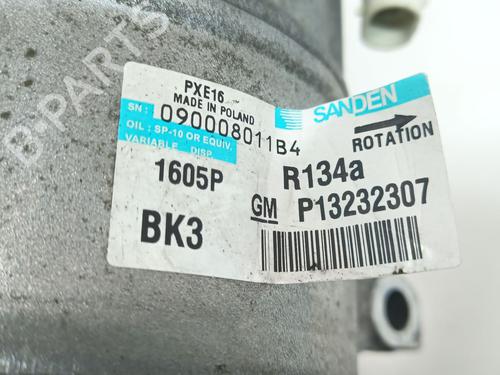 PXE16
MADE IN POLAND
SN: 090008011B4
OIL: SP-10 OR EQUIV.
VARIABLE DISP.
1605P
BK3
SANDEN
ROTATION
R134a
GM P13232307